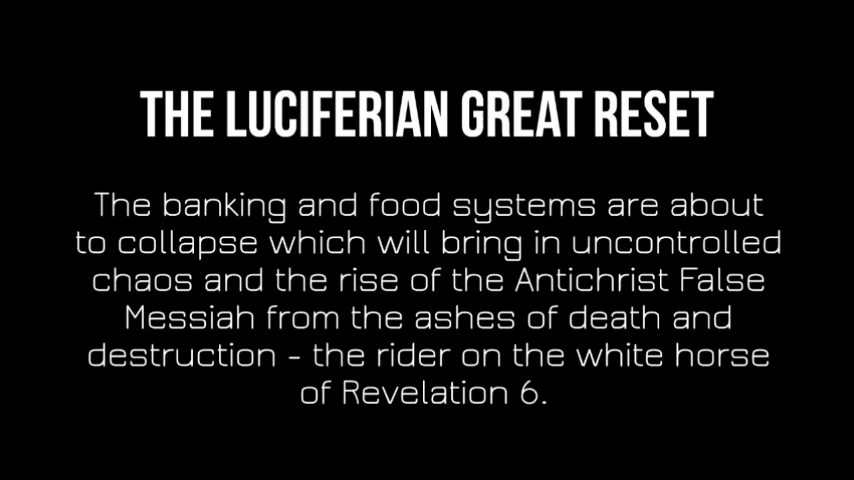 THE LUCIFERIAN GREAT RESET
The banking and food systems are about
to collapse which will bring in uncontrolled
chaos and the rise of the Antichrist False
Messiah from the ashes of death and
destruction - the rider on the white horse
of Revelation 6.